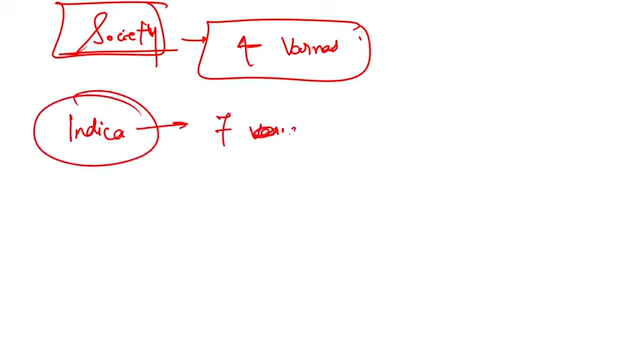 Society → 4 Varnas
Indica → 7